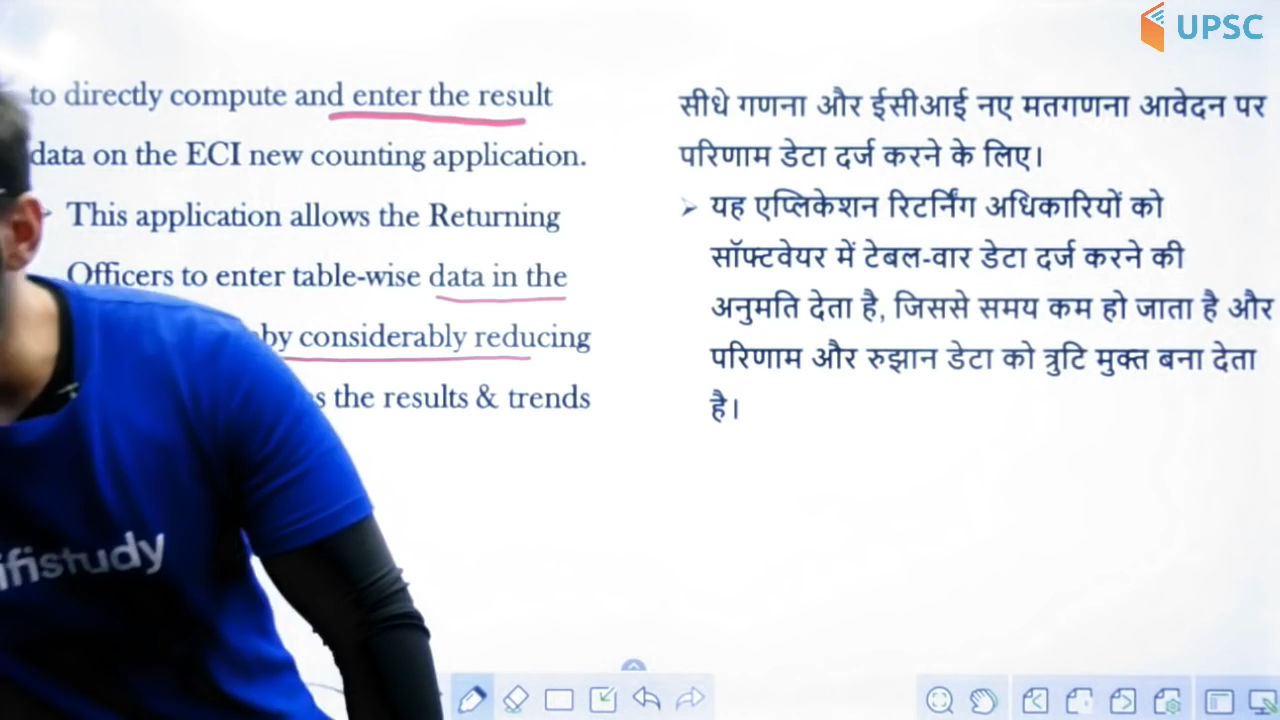 UPSC
to directly compute and enter the result
data on the ECI new counting application.
This application allows the Returning
Officers to enter table-wise data in the
by considerably reducing
the results & trends
सीधे गणना और ईसीआई नए मतगणना आवेदन पर
परिणाम डेटा दर्ज करने के लिए।
➢ यह एप्लिकेशन रिटर्निंग अधिकारियों को
सॉफ्टवेयर में टेबल-वार डेटा दर्ज करने की
अनुमति देता है, जिससे समय कम हो जाता है और
परिणाम और रुझान डेटा को त्रुटि मुक्त बना देता
है।
ifistudy